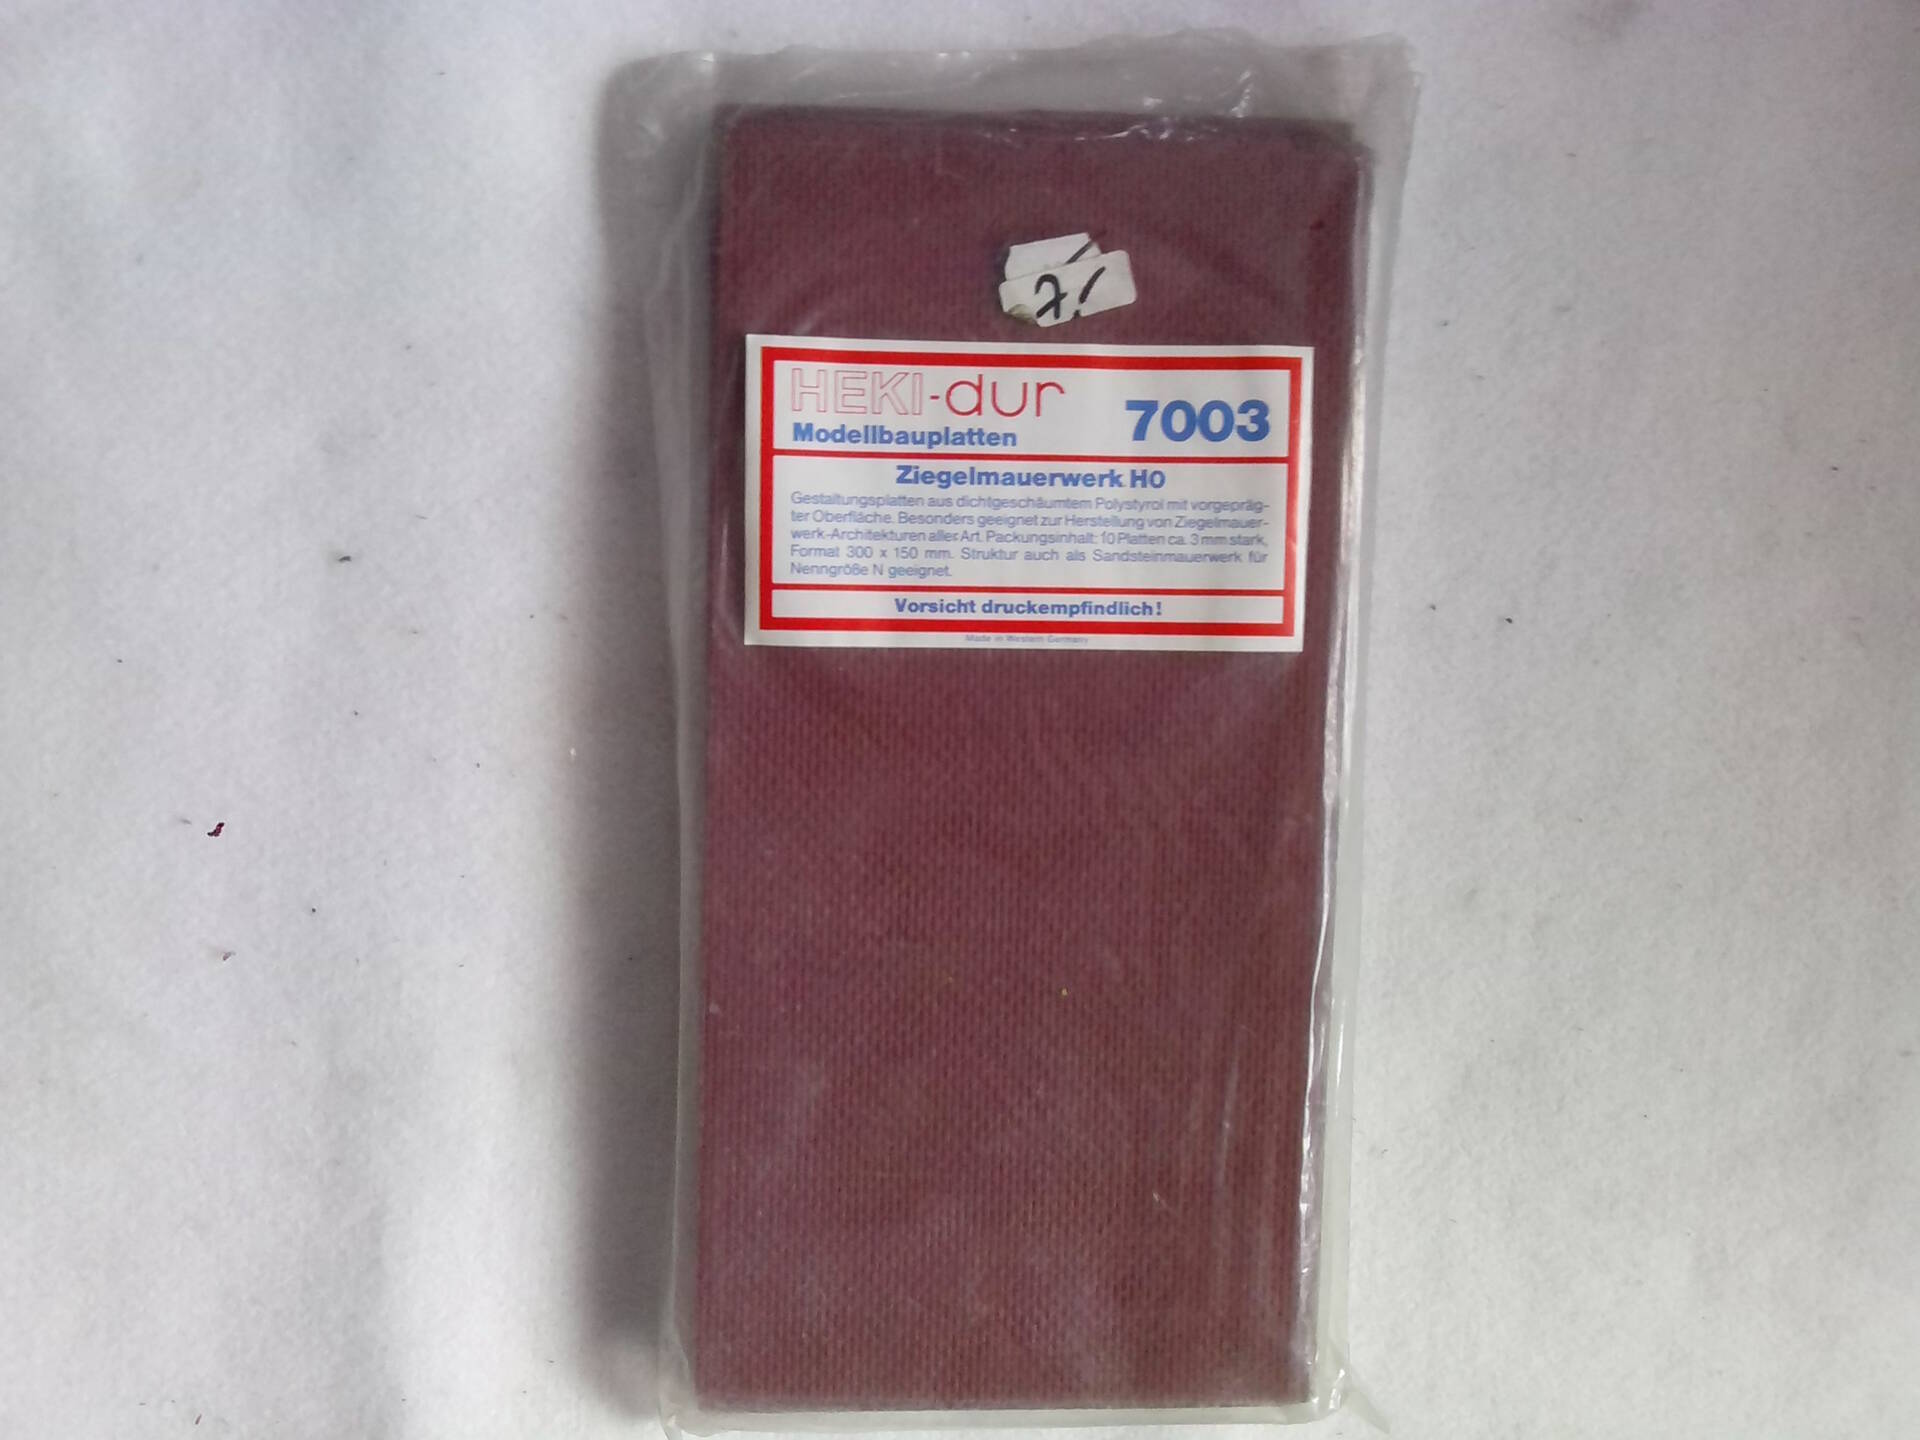 7,
HEKI-dur
7003
Modellbauplatten
Ziegelmauerwerk H0
Gestaltungsplatten aus dichtgeschäumtem Polystyrol mit vorgepräg-
ter Oberfläche. Besonders geeignet zur Herstellung von Ziegelmauer-
werk-Architekturen aller Art. Packungsinhalt: 10 Platten ca. 3 mm stark,
Format 300 x 150 mm. Struktur auch als Sandsteinmauerwerk für
Nenngröße N geeignet.
Vorsicht druckempfindlich!
Made in Western Germany